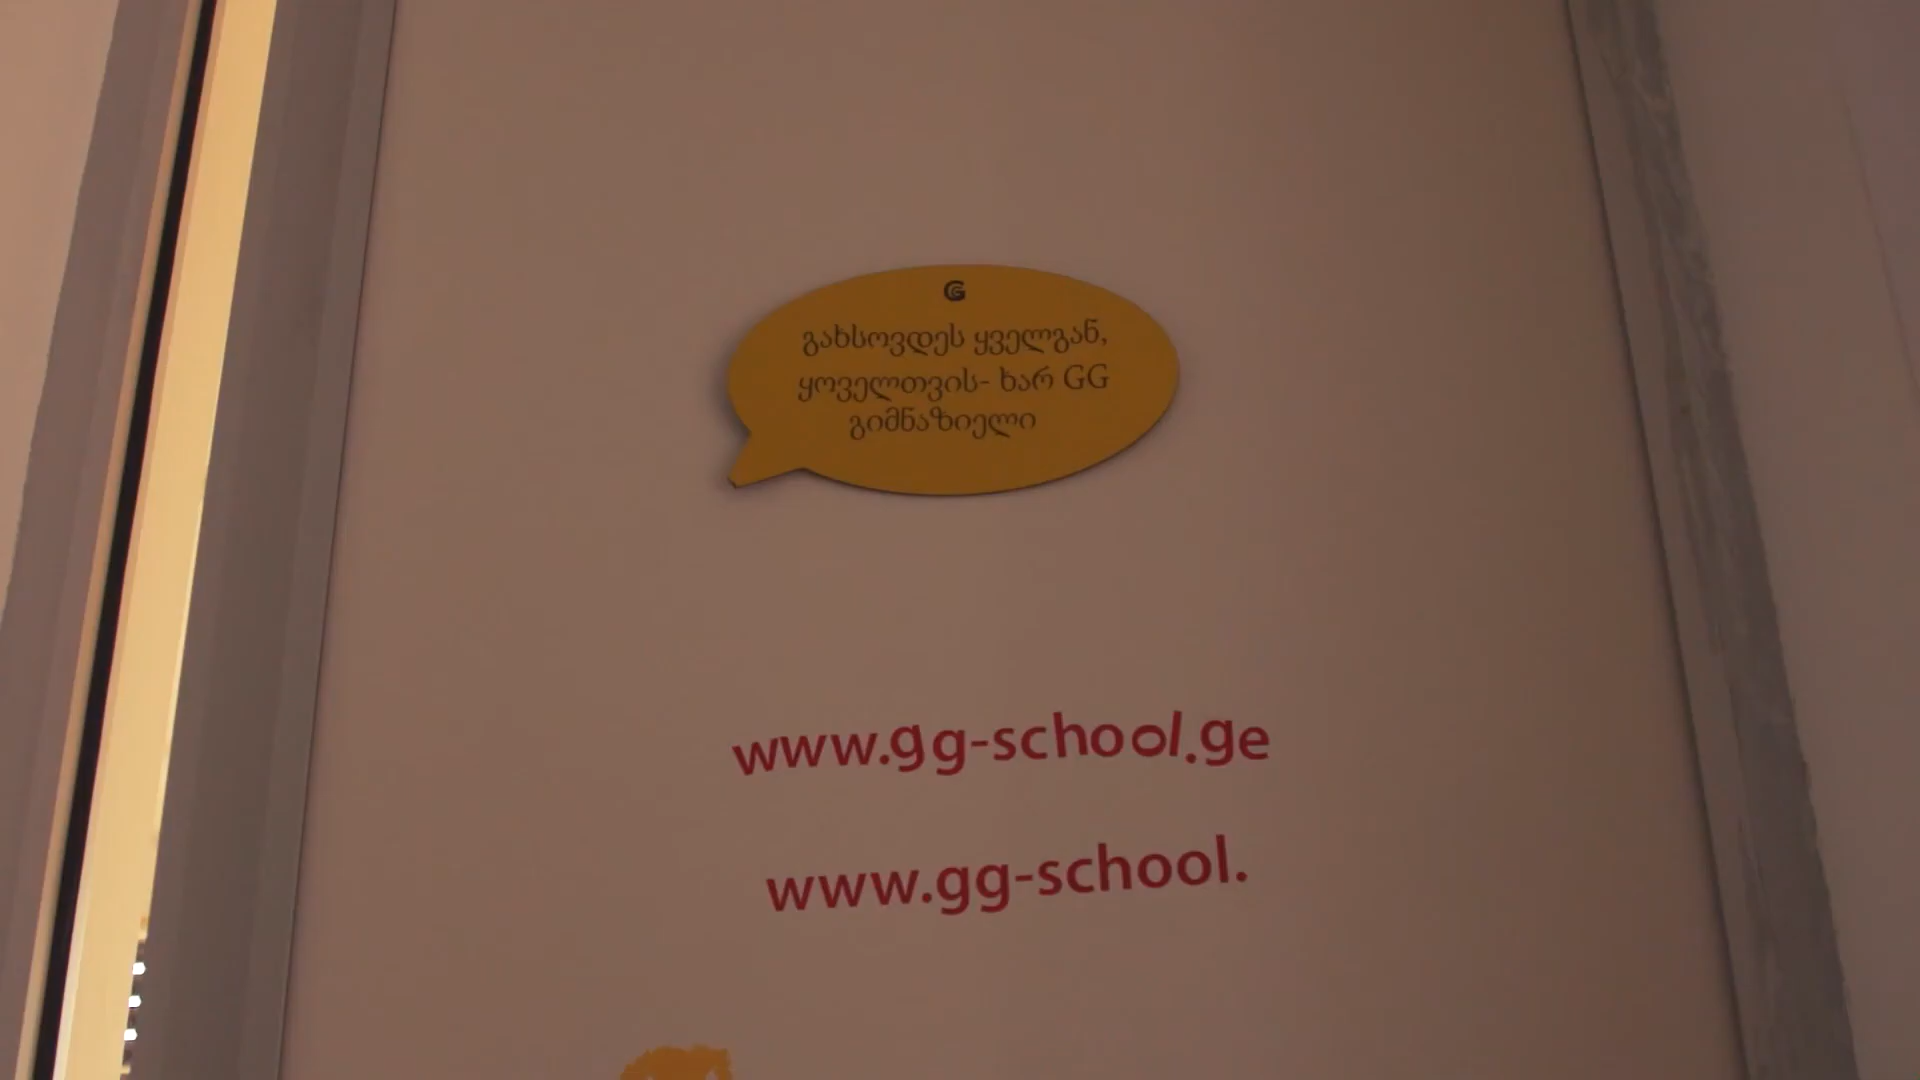 G
გახსოვდეს ყველგან,
ყოველთვის- ხარ GG
გიმნაზიელი
www.gg-school.ge
www.gg-school.